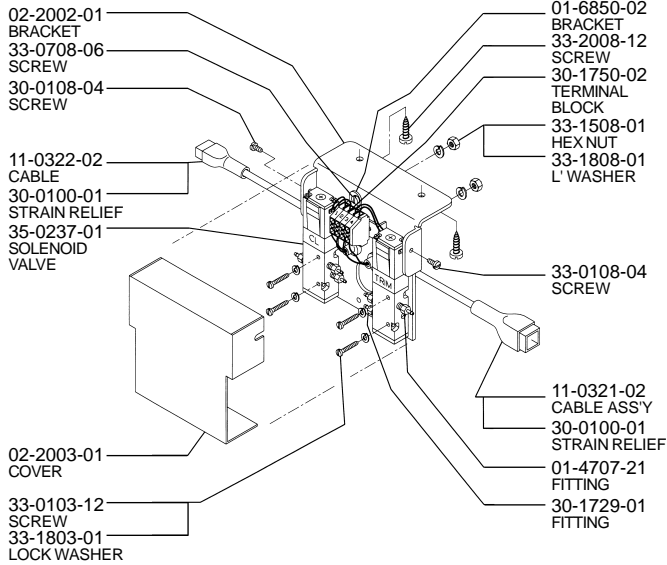 02-2002-01
BRACKET
33-0708-06
SCREW
30-0108-04
SCREW
11-0322-02
CABLE
30-0100-01
STRAIN RELIEF
35-0237-01
SOLENOID
VALVE
02-2003-01
COVER
33-0103-12
SCREW
33-1803-01
LOCK WASHER
CL
TRIM
01-6850-02
BRACKET
33-2008-12
SCREW
30-1750-02
TERMINAL
BLOCK
33-1508-01
HEX NUT
33-1808-01
L' WASHER
33-0108-04
SCREW
11-0321-02
CABLE ASS'Y
30-0100-01
STRAIN RELIEF
01-4707-21
FITTING
30-1729-01
FITTING